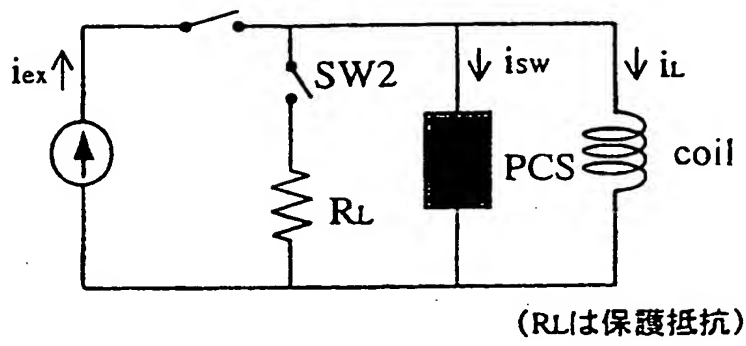 iex
SW2
isw
iL
RL
PCS
coil
(RLは保護抵抗)